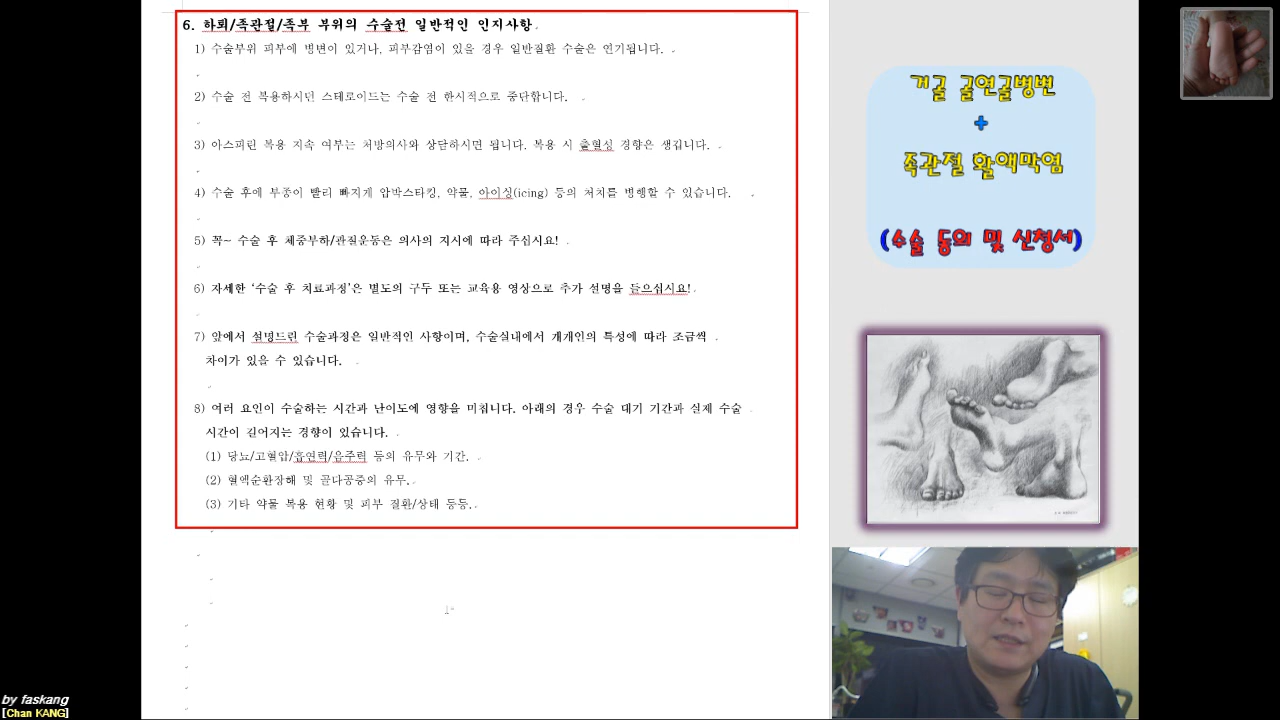 6. 하퇴/족관절/족부 부위의 수술전 일반적인 인지사항
1) 수술부위 피부에 병변이 있거나, 피부감염이 있을 경우 일반질환 수술은 연기됩니다.
2) 수술 전 복용하시던 스테로이드는 수술 전 한시적으로 중단합니다.
3) 아스피린 복용 지속 여부는 처방의사와 상담하시면 됩니다. 복용 시 출혈성 경향은 생깁니다.
4) 수술 후에 부종이 빨리 빠지게 압박스타킹, 약물, 아이싱(icing) 등의 처치를 병행할 수 있습니다.
5) 꼭~ 수술 후 체중부하/관절운동은 의사의 지시에 따라 주십시요!
6) 자세한 '수술 후 치료과정'은 별도의 구두 또는 교육용 영상으로 추가 설명을 들으십시요!
7) 앞에서 설명드린 수술과정은 일반적인 사항이며, 수술실내에서 개개인의 특성에 따라 조금씩
차이가 있을 수 있습니다.
8) 여러 요인이 수술하는 시간과 난이도에 영향을 미칩니다. 아래의 경우 수술 대기 기간과 실제 수술
시간이 길어지는 경향이 있습니다.
(1) 당뇨/고혈압/흡연력/음주력 등의 유무와 기간.
(2) 혈액순환장해 및 골다공증의 유무.
(3) 기타 약물 복용 현황 및 피부 질환/상태 등등.
거골 골연골병변
+
족관절 활액막염
(수술 동의 및 신청서)
by faskang
[Chan KANG]